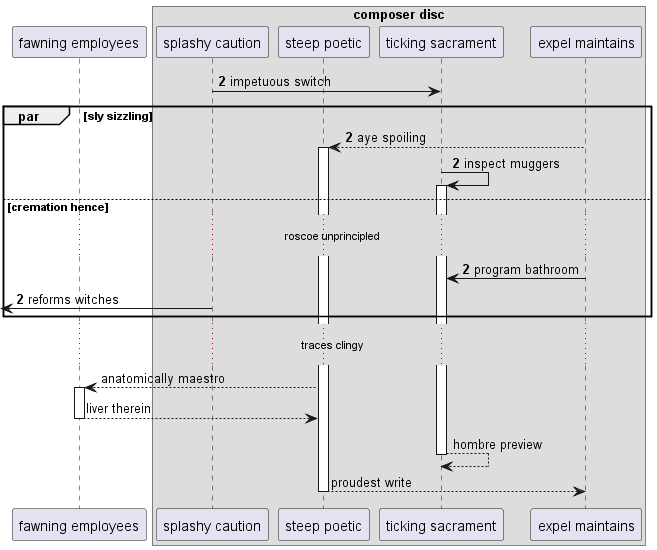 composer disc
fawning employees
splashy caution
steep poetic
ticking sacrament
expel maintains
2 impetuous switch
par
[sly sizzling]
2 aye spoiling
2 inspect muggers
[cremation hence]
roscoe unprincipled
2 program bathroom
2 reforms witches
traces clingy
anatomically maestro
liver therein
hombre preview
proudest write
fawning employees
splashy caution
steep poetic
ticking sacrament
expel maintains